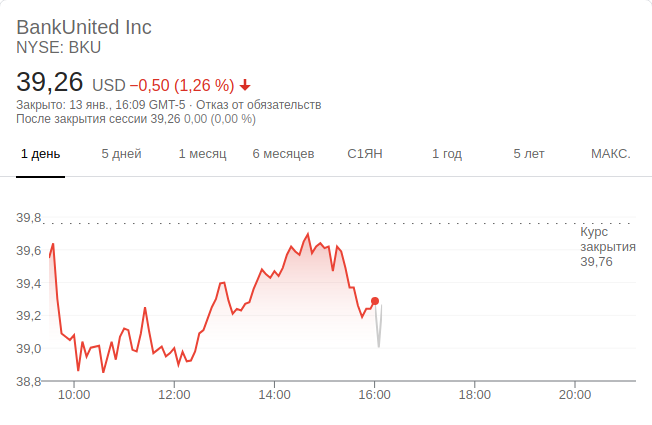 BankUnited Inc
NYSE: BKU
39,26 USD −0,50 (1,26 %)
Закрыто: 13 янв., 16:09 GMT-5 · Отказ от обязательств
После закрытия сессии 39,26 0,00 (0,00 %)
1 день 5 дней 1 месяц 6 месяцев С1ЯН 1 год 5 лет МАКС.
39,8
Курс
закрытия
39,76
39,6
39,4
39,2
39,0
38,8
10:00 12:00 14:00 16:00 18:00 20:00